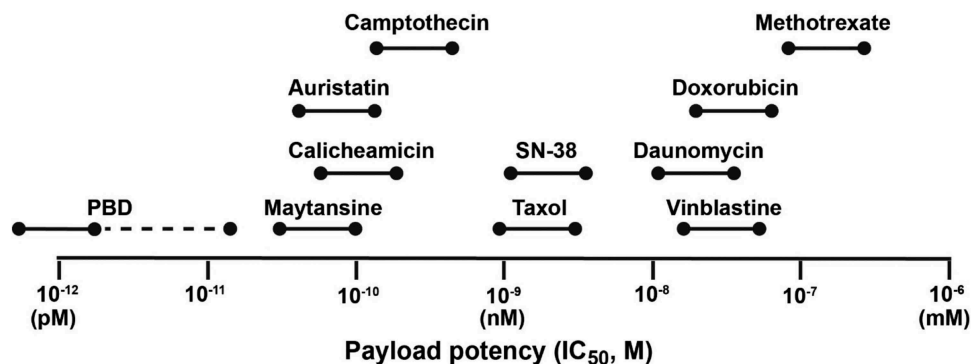 Camptothecin Methotrexate
Auristatin Doxorubicin
Calicheamicin SN-38 Daunomycin
PBD Maytansine Taxol Vinblastine
10⁻¹² 10⁻¹¹ 10⁻¹⁰ 10⁻⁹ 10⁻⁸ 10⁻⁷ 10⁻⁶
(pM) (nM) (mM)
Payload potency (IC₅₀, M)